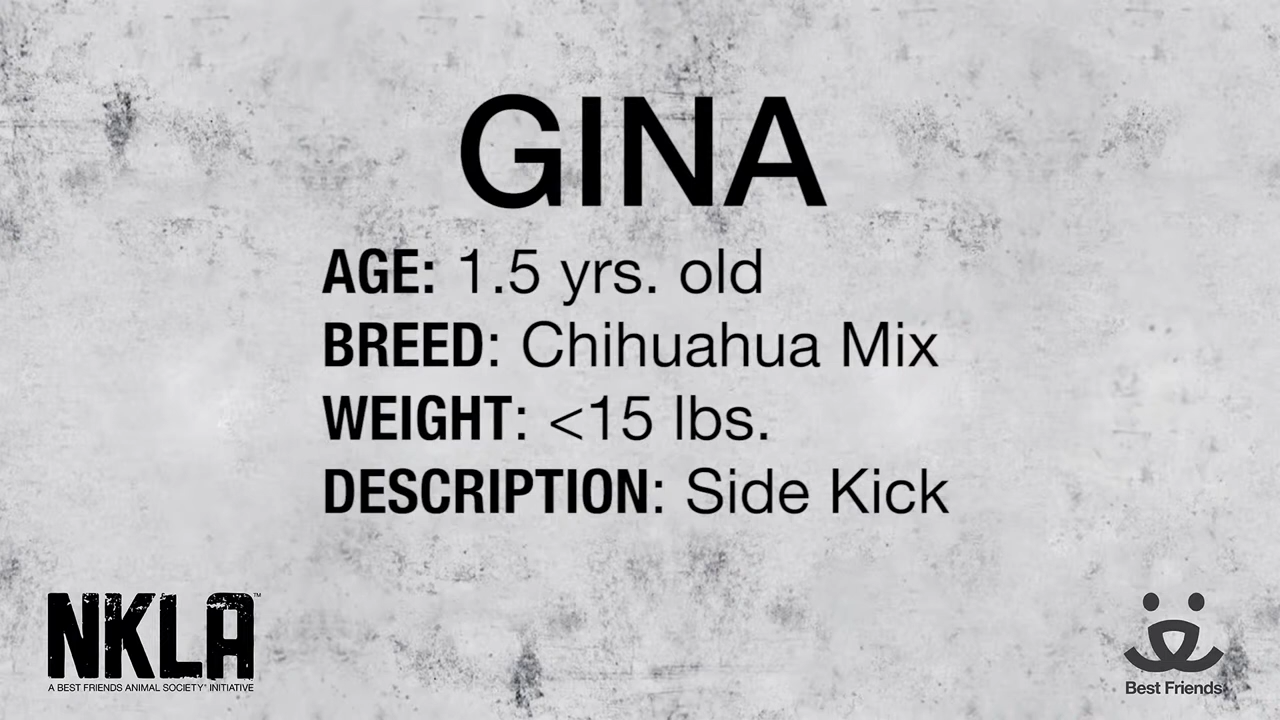 GINA
AGE: 1.5 yrs. old
BREED: Chihuahua Mix
WEIGHT: <15 lbs.
DESCRIPTION: Side Kick
NKLA™
A BEST FRIENDS ANIMAL SOCIETY® INITIATIVE
Best Friends